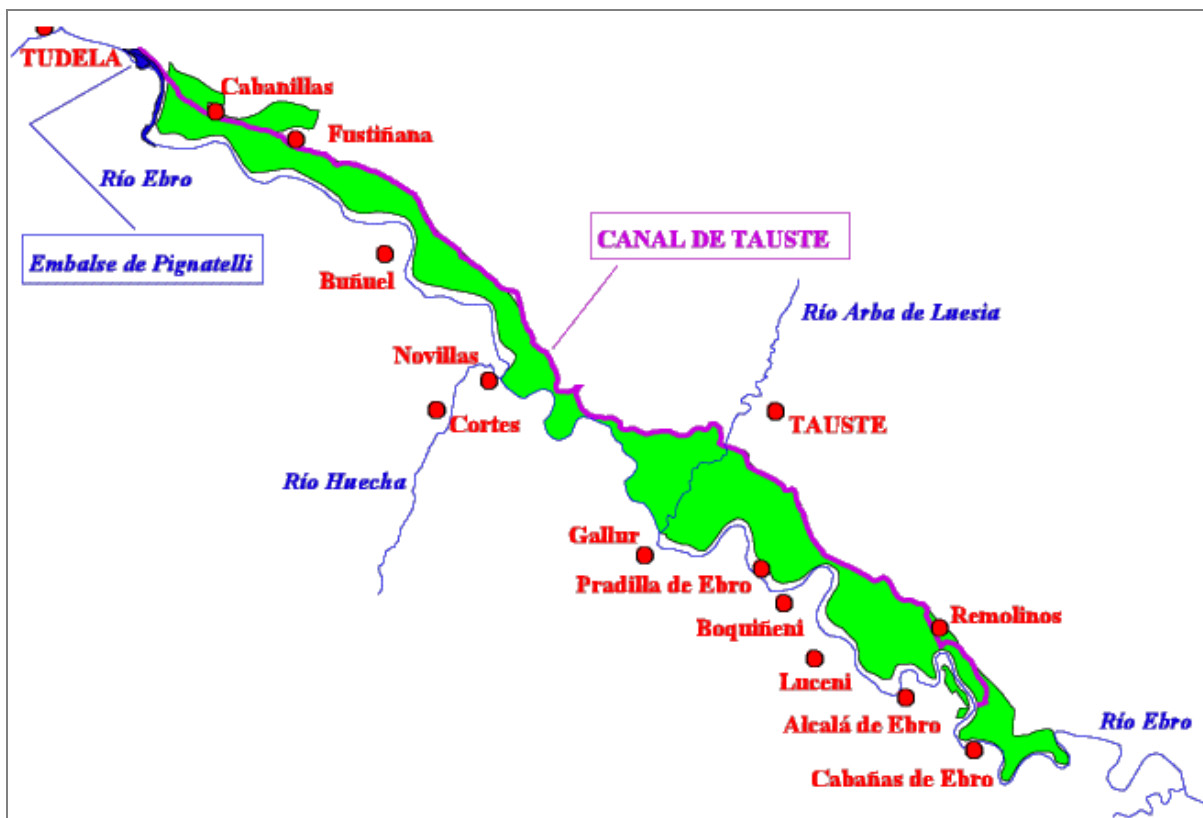 TUDELA
Cabanillas
Fustiñana
Río Ebro
CANAL DE TAUSTE
Embalse de Pignatelli
Buñuel
Río Arba de Luesia
Novillas
Cortes
TAUSTE
Río Huecha
Gallur
Pradilla de Ebro
Boquiñeni
Remolinos
Luceni
Alcalá de Ebro
Río Ebro
Cabañas de Ebro